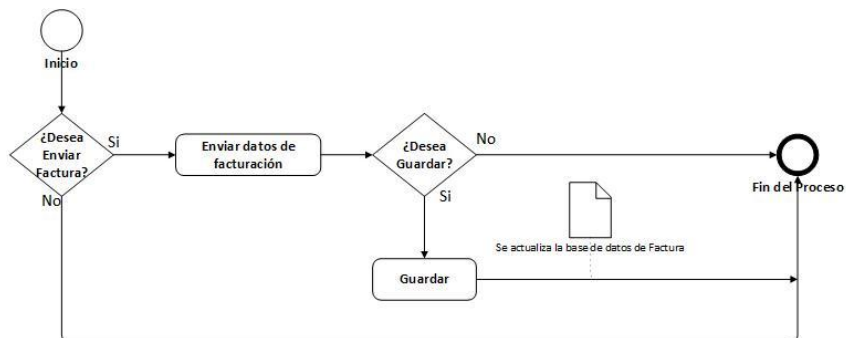 Inicio
¿Desea
Enviar
Factura?
Si
No
Enviar datos de
facturación
¿Desea
Guardar?
No
Si
Fin del Proceso
Se actualiza la base de datos de Factura
Guardar